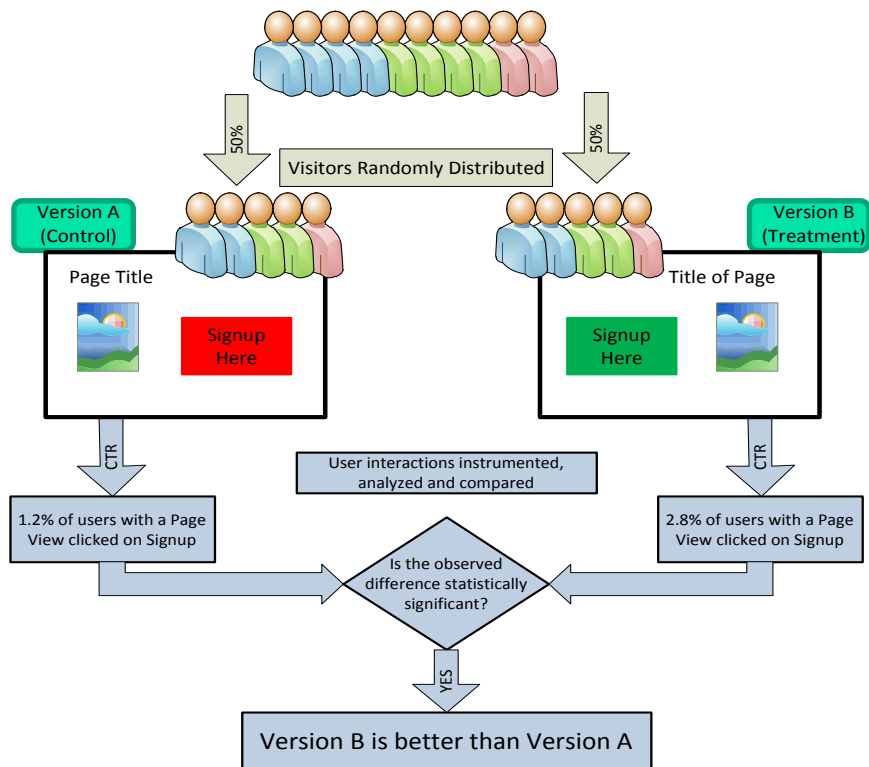 50%
50%
Visitors Randomly Distributed
Version A
(Control)
Version B
(Treatment)
Page Title
Signup
Here
Title of Page
Signup
Here
CTR
CTR
User interactions instrumented,
analyzed and compared
1.2% of users with a Page
View clicked on Signup
2.8% of users with a Page
View clicked on Signup
Is the observed
difference statistically
significant?
YES
Version B is better than Version A